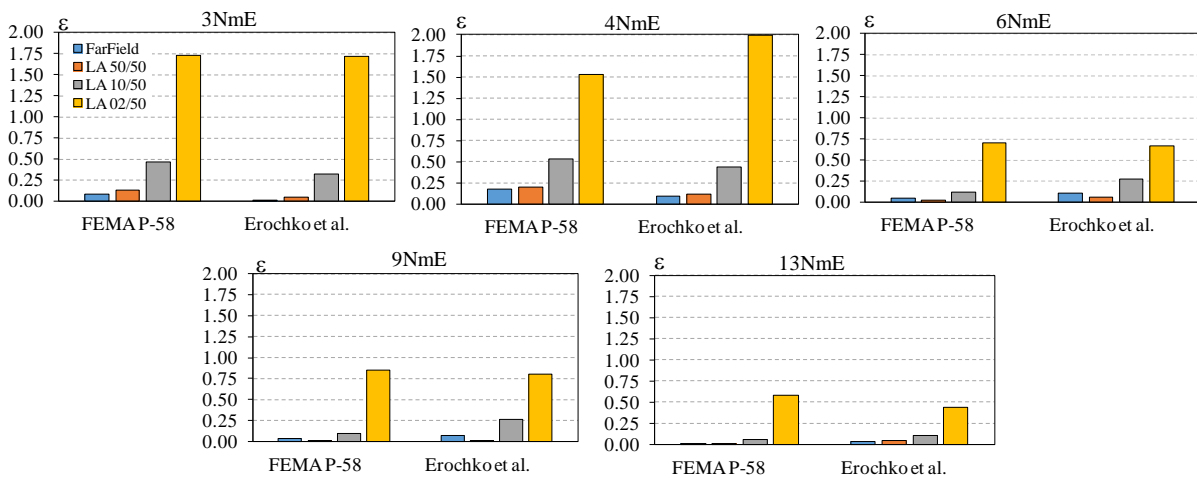 3NmE
ε
2.00
1.75
1.50
1.25
1.00
0.75
0.50
0.25
0.00
FarField
LA 50/50
LA 10/50
LA 02/50
FEMA P-58
Erochko et al.
4NmE
ε
2.00
1.75
1.50
1.25
1.00
0.75
0.50
0.25
0.00
FEMA P-58
Erochko et al.
6NmE
ε
2.00
1.75
1.50
1.25
1.00
0.75
0.50
0.25
0.00
FEMA P-58
Erochko et al.
9NmE
ε
2.00
1.75
1.50
1.25
1.00
0.75
0.50
0.25
0.00
FEMA P-58
Erochko et al.
13NmE
ε
2.00
1.75
1.50
1.25
1.00
0.75
0.50
0.25
0.00
FEMA P-58
Erochko et al.